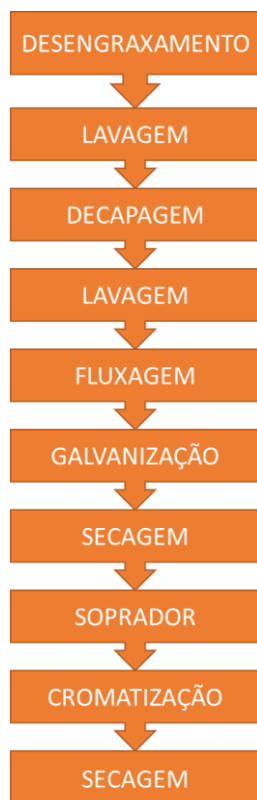 DESENGRAXAMENTO
LAVAGEM
DECAPAGEM
LAVAGEM
FLUXAGEM
GALVANIZAÇÃO
SECAGEM
SOPRADOR
CROMATIZAÇÃO
SECAGEM